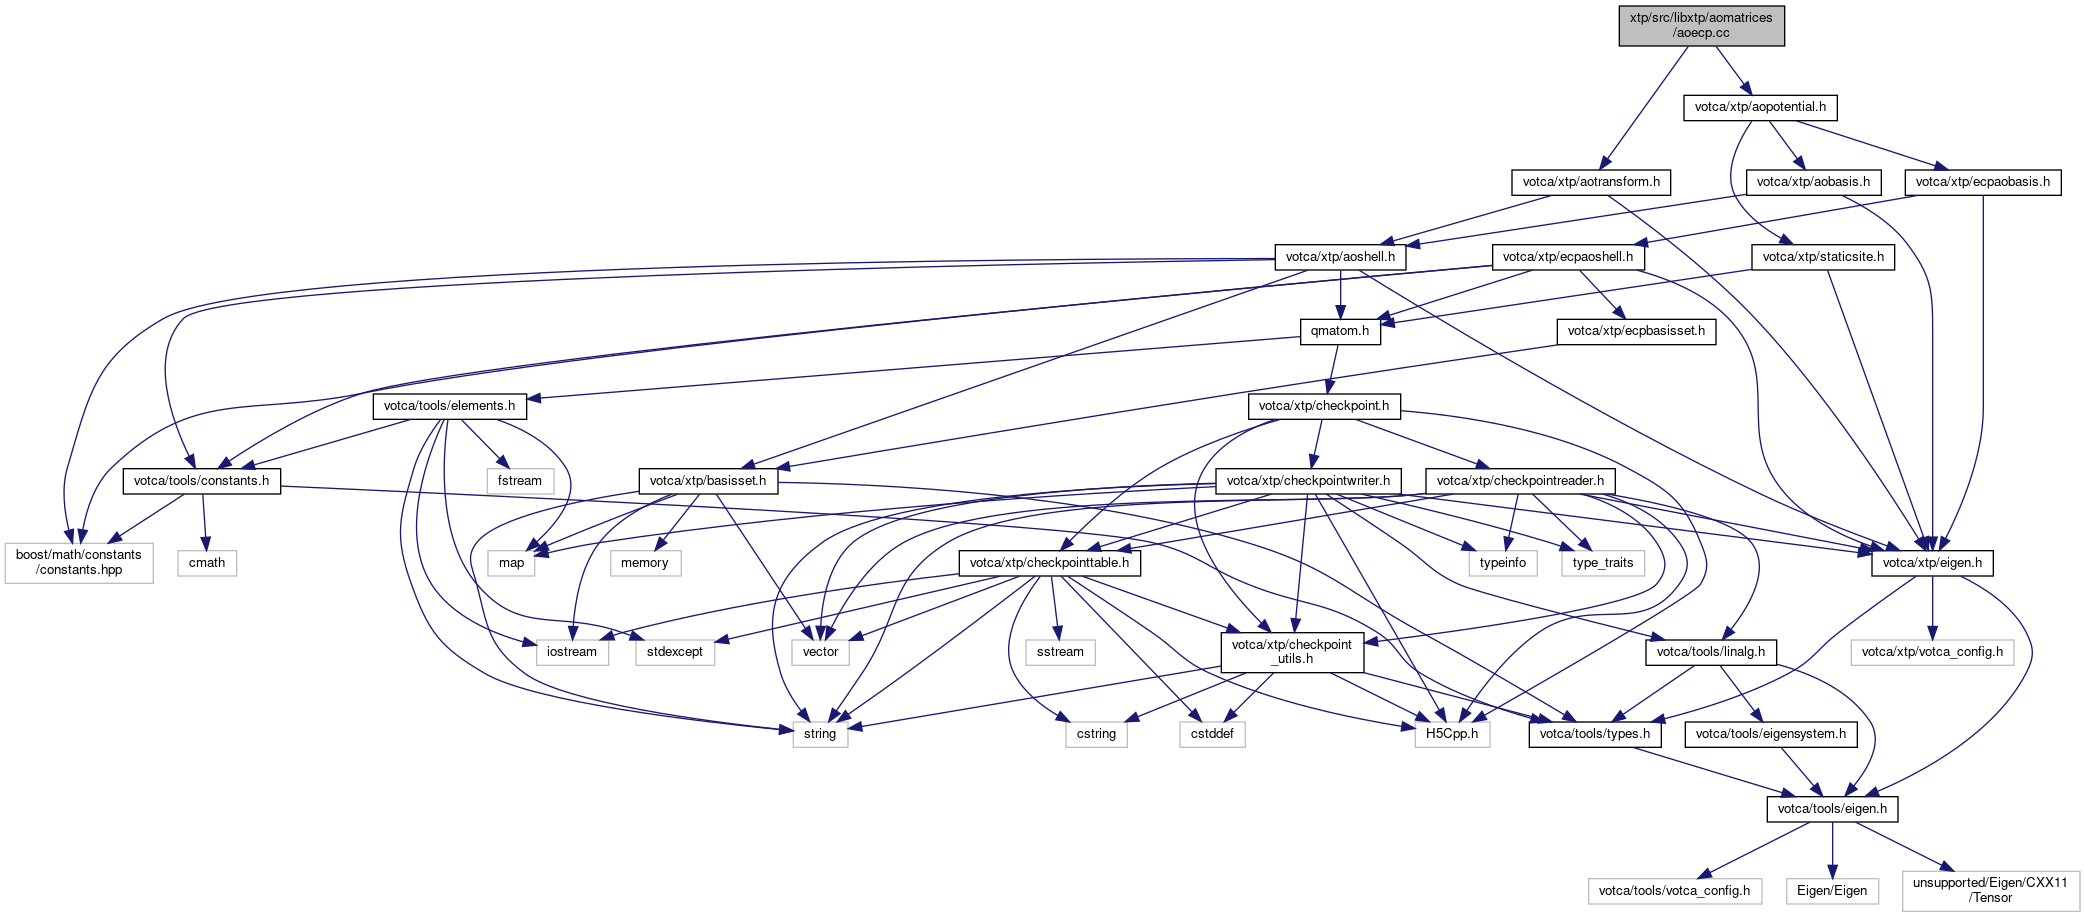 xtp/src/libxtp/aomatrices
/aoecp.cc
votca/xtp/aopotential.h
votca/xtp/aotransform.h
votca/xtp/aobasis.h
votca/xtp/ecpaobasis.h
votca/xtp/aoshell.h
votca/xtp/ecpaoshell.h
votca/xtp/staticsite.h
qmatom.h
votca/xtp/ecpbasisset.h
votca/tools/elements.h
votca/xtp/checkpoint.h
votca/tools/constants.h
fstream
votca/xtp/basisset.h
votca/xtp/checkpointwriter.h
votca/xtp/checkpointreader.h
boost/math/constants
/constants.hpp
cmath
map
memory
votca/xtp/checkpointtable.h
typeinfo
type_traits
votca/xtp/eigen.h
iostream
stdexcept
vector
sstream
votca/xtp/checkpoint
_utils.h
votca/tools/linalg.h
votca/xtp/votca_config.h
string
cstring
cstddef
H5Cpp.h
votca/tools/types.h
votca/tools/eigensystem.h
votca/tools/eigen.h
votca/tools/votca_config.h
Eigen/Eigen
unsupported/Eigen/CXX11
/Tensor